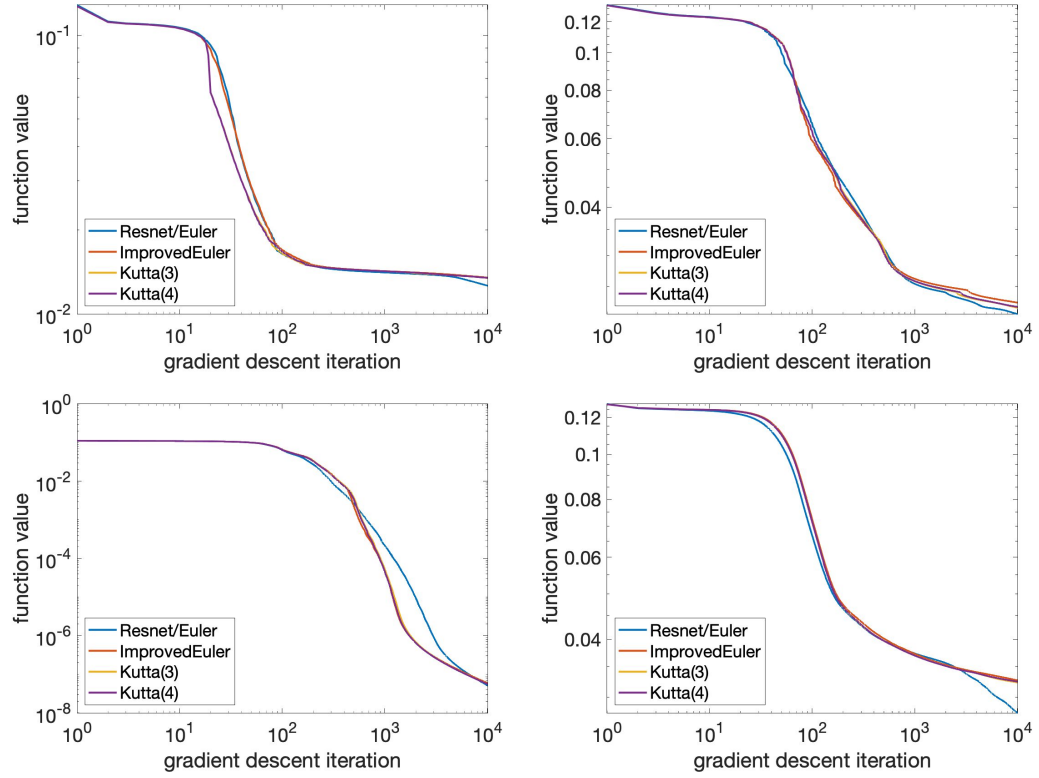 function value
10^-1
10^-2
10^0 10^1 10^2 10^3 10^4
gradient descent iteration
Resnet/Euler
ImprovedEuler
Kutta(3)
Kutta(4)
function value
0.12
0.1
0.08
0.06
0.04
10^0 10^1 10^2 10^3 10^4
gradient descent iteration
Resnet/Euler
ImprovedEuler
Kutta(3)
Kutta(4)
function value
10^0
10^-2
10^-4
10^-6
10^-8
10^0 10^1 10^2 10^3 10^4
gradient descent iteration
Resnet/Euler
ImprovedEuler
Kutta(3)
Kutta(4)
function value
0.12
0.1
0.08
0.06
0.04
10^0 10^1 10^2 10^3 10^4
gradient descent iteration
Resnet/Euler
ImprovedEuler
Kutta(3)
Kutta(4)